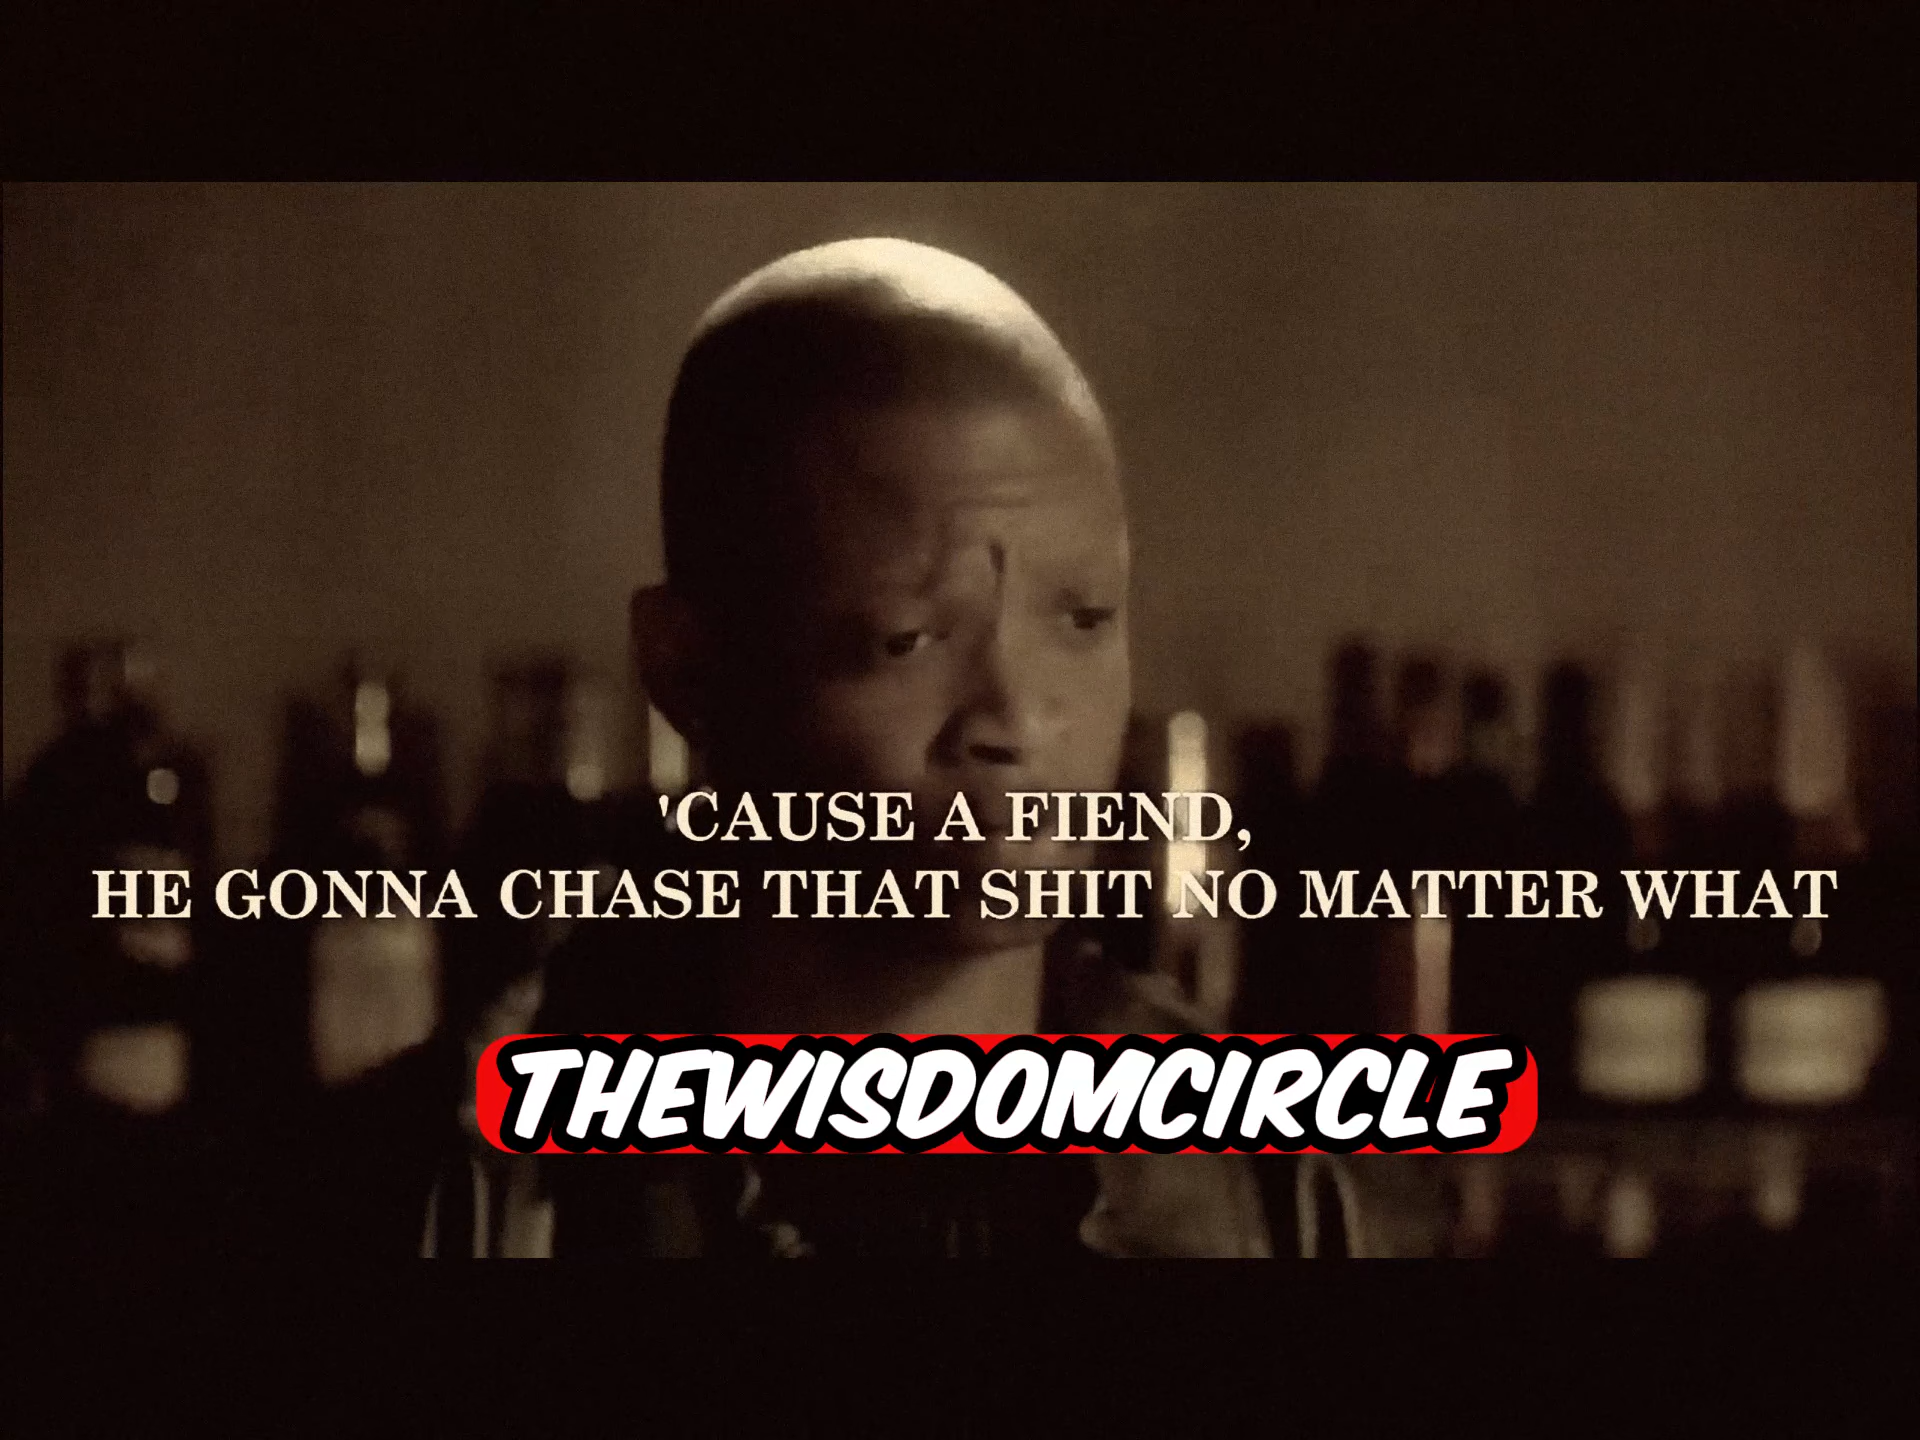 'CAUSE A FIEND,
HE GONNA CHASE THAT SHIT NO MATTER WHAT
THEWISDOMCIRCLE